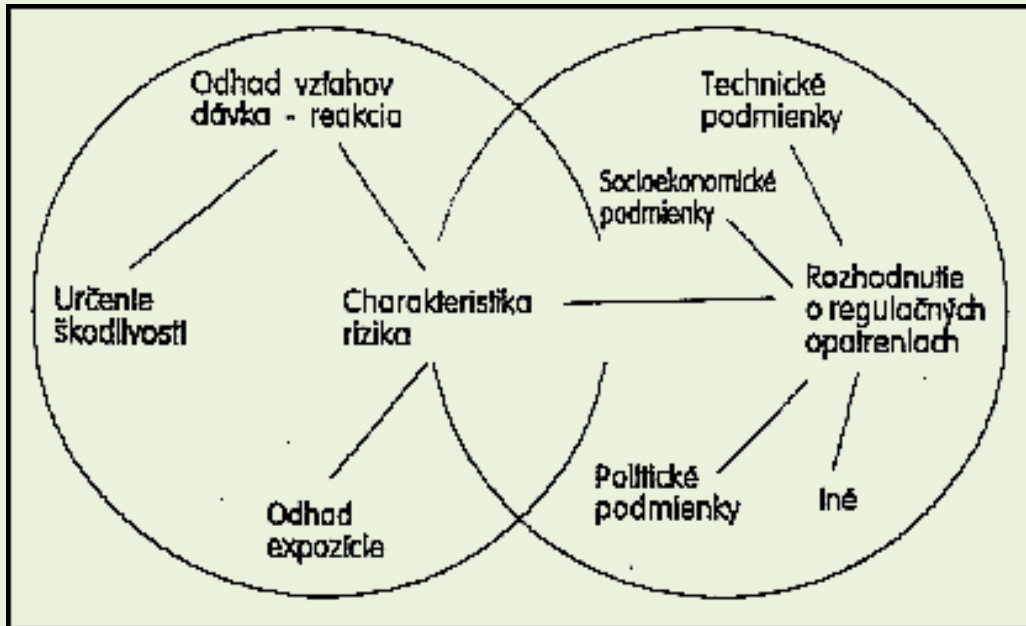 Odhad vzťahov
dávka - reakcia
Technické
podmienky
Socioekonomické
podmienky
Určenie
škodlivosti
Charakteristika
rizika
Rozhodnutie
o regulačných
opatreniach
Odhad
expozície
Politické
podmienky
Iné